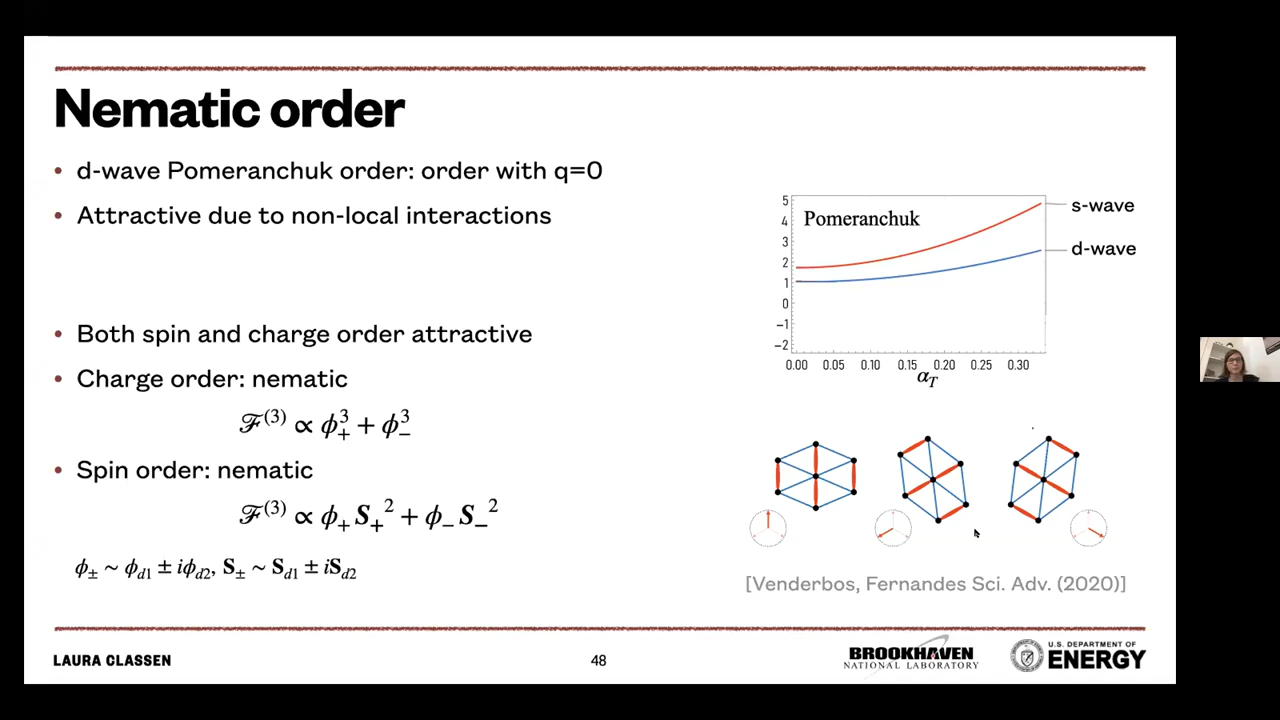 Nematic order
• d-wave Pomeranchuk order: order with q=0
• Attractive due to non-local interactions
• Both spin and charge order attractive
• Charge order: nematic
ℱ⁽³⁾ ∝ ϕ₊³ + ϕ₋³
• Spin order: nematic
ℱ⁽³⁾ ∝ ϕ₊ S₊² + ϕ₋ S₋²
ϕ± ~ ϕd1 ± iϕd2, S± ~ Sd1 ± iSd2
Pomeranchuk
5
4
3
2
1
0
−1
−2
0.00 0.05 0.10 0.15 0.20 0.25 0.30
αT
s-wave
d-wave
[Venderbos, Fernandes Sci. Adv. (2020)]
LAURA CLASSEN
48
BROOKHAVEN
NATIONAL LABORATORY
U.S. DEPARTMENT OF
ENERGY